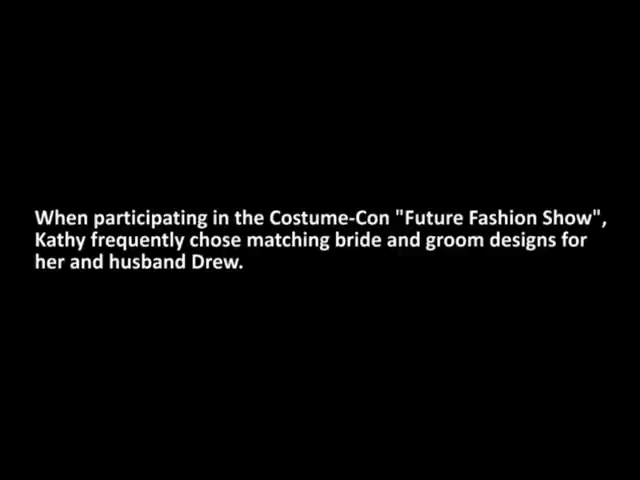 When participating in the Costume-Con "Future Fashion Show",
Kathy frequently chose matching bride and groom designs for
her and husband Drew.